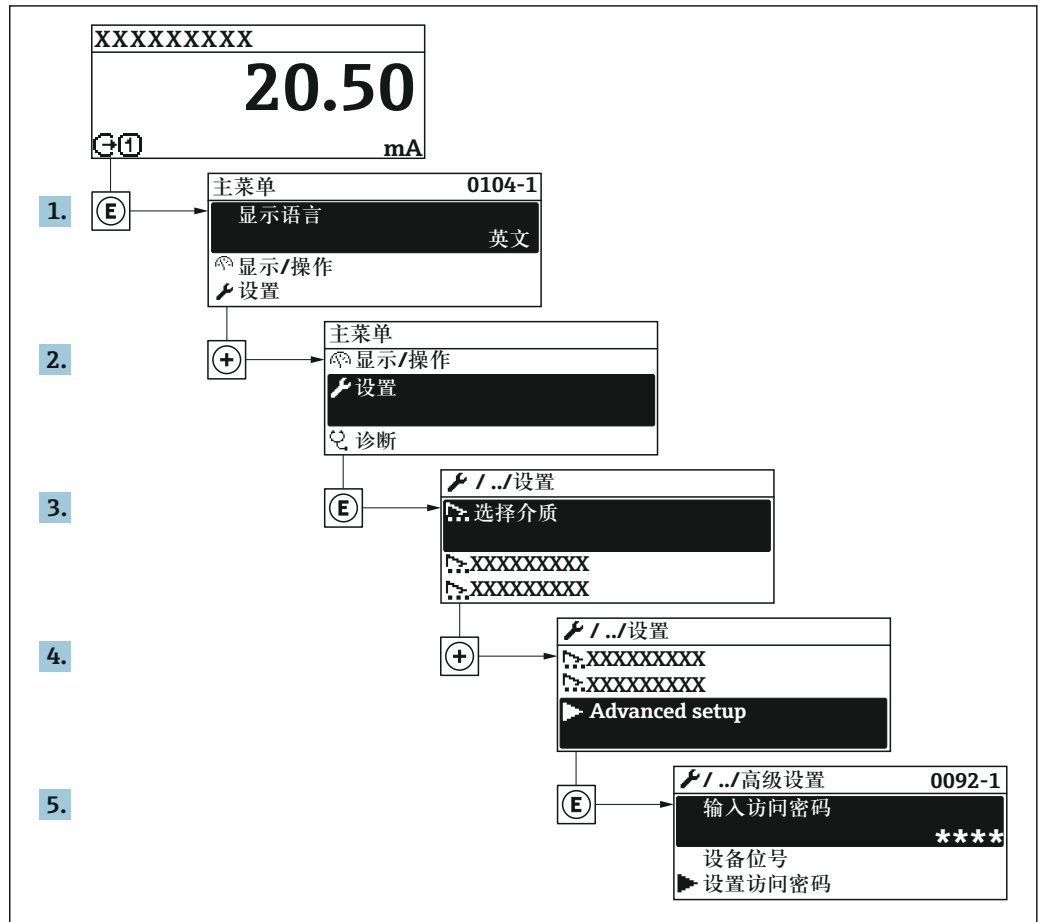 XXXXXXXXX
20.50
mA
1.
E
主菜单 0104-1
显示语言
英文
显示/操作
设置
2.
+
主菜单
显示/操作
设置
诊断
3.
E
/ ../设置
选择介质
XXXXXXXXX
XXXXXXXXX
4.
+
/ ../设置
XXXXXXXXX
XXXXXXXXX
Advanced setup
5.
E
/ ../高级设置 0092-1
输入访问密码
****
设备位号
设置访问密码